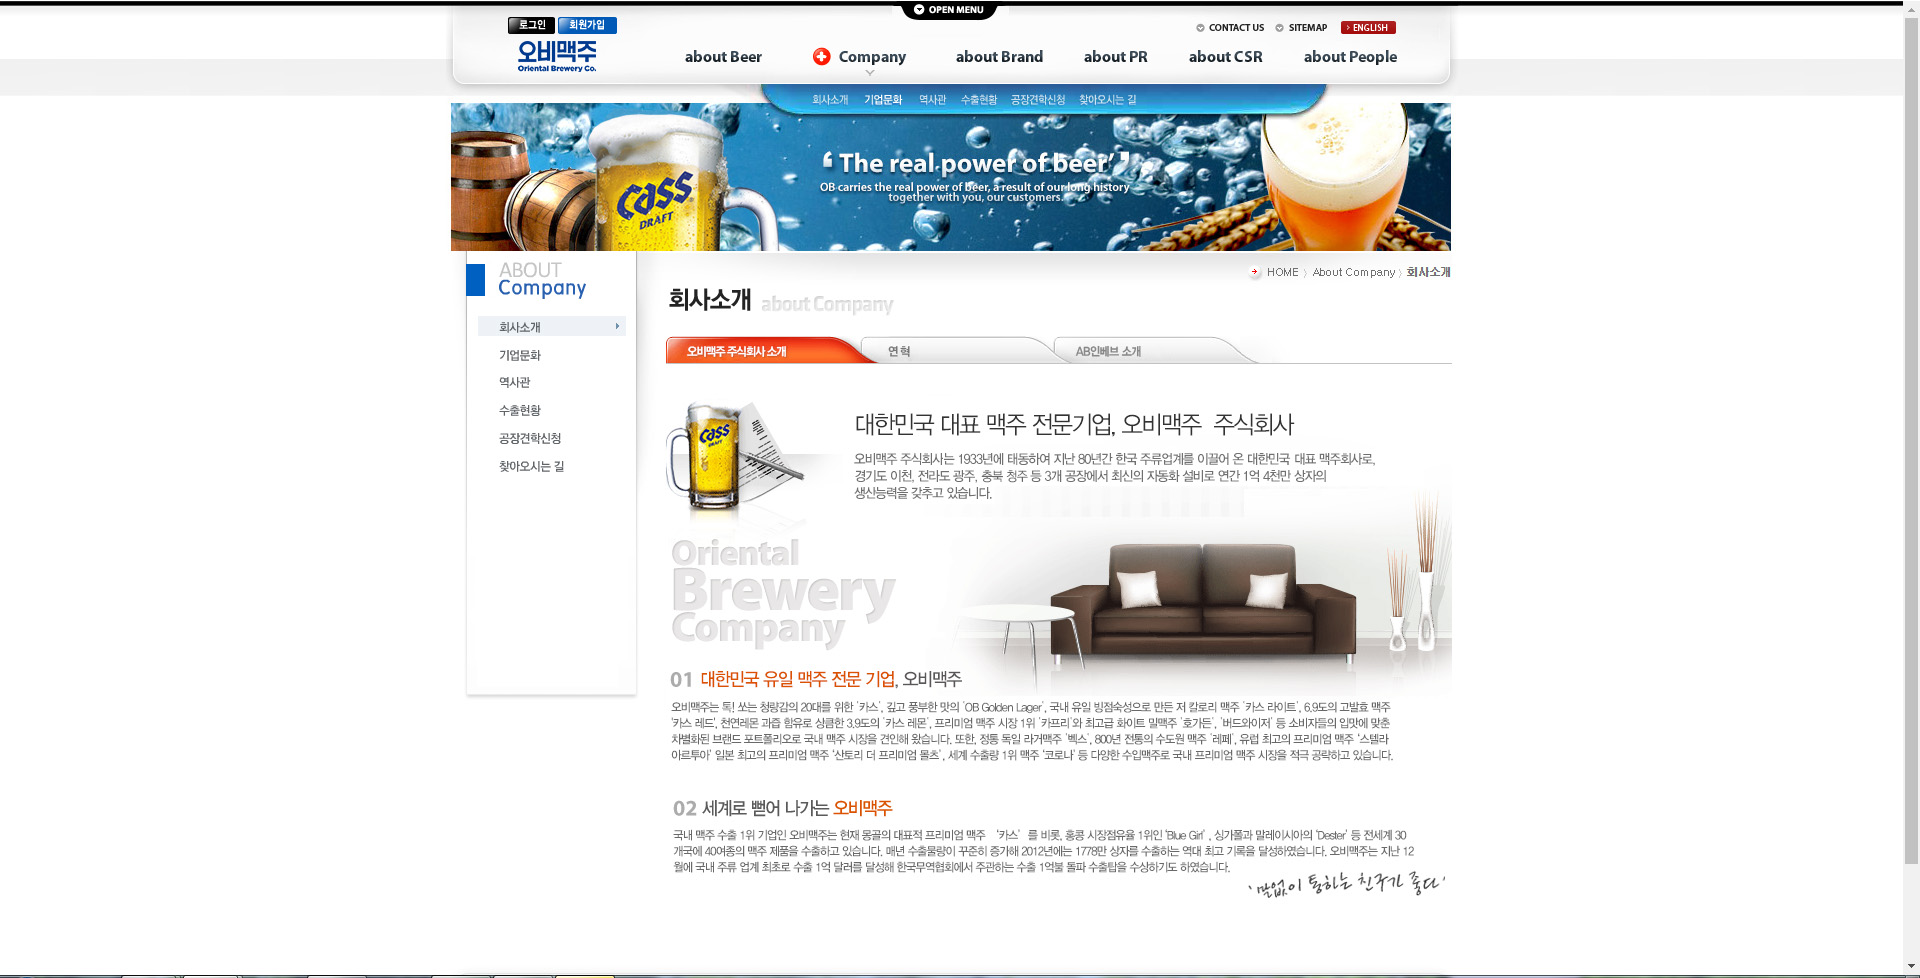 OPEN MENU
로그인 회원가입
CONTACT US SITEMAP ENGLISH
오비맥주
Oriental Brewery Co.
about Beer Company about Brand about PR about CSR about People
회사소개 기업문화 역사관 수출현황 공장견학신청 찾아오시는 길
‘ The real power of beer’ ’
OB carries the real power of beer, a result of our long history
together with you, our customers.
CASS
DRAFT
ABOUT
Company
HOME 〉 About Company 〉 회사소개
회사소개 about Company
회사소개
기업문화
역사관
수출현황
공장견학신청
찾아오시는 길
오비맥주 주식회사 소개 연 혁 AB인베브 소개
CASS
DRAFT
대한민국 대표 맥주 전문기업, 오비맥주 주식회사
오비맥주 주식회사는 1933년에 태동하여 지난 80년간 한국 주류업계를 이끌어 온 대한민국 대표 맥주회사로,
경기도 이천, 전라도 광주, 충북 청주 등 3개 공장에서 최신의 자동화 설비로 연간 1억 4천만 상자의
생산능력을 갖추고 있습니다.
Oriental
Brewery
Company
01 대한민국 유일 맥주 전문 기업, 오비맥주
오비맥주는 톡! 쏘는 청량감의 20대를 위한 '카스', 깊고 풍부한 맛의 'OB Golden Lager', 국내 유일 빙점숙성으로 만든 저 칼로리 맥주 '카스 라이트', 6.9도의 고발효 맥주
'카스 레드', 천연레몬 과즙 함유로 상큼한 3.9도의 '카스 레몬', 프리미엄 맥주 시장 1위 '카프리'와 최고급 화이트 밀맥주 '호가든', '버드와이저' 등 소비자들의 입맛에 맞춘
차별화된 브랜드 포트폴리오로 국내 맥주 시장을 견인해 왔습니다. 또한, 정통 독일 라거맥주 '벡스', 800년 전통의 수도원 맥주 '레페', 유럽 최고의 프리미엄 맥주 '스텔라
아르투아' 일본 최고의 프리미엄 맥주 '산토리 더 프리미엄 몰츠', 세계 수출량 1위 맥주 '코로나' 등 다양한 수입맥주로 국내 프리미엄 맥주 시장을 적극 공략하고 있습니다.
02 세계로 뻗어 나가는 오비맥주
국내 맥주 수출 1위 기업인 오비맥주는 현재 몽골의 대표적 프리미엄 맥주 ‘카스’를 비롯, 홍콩 시장점유율 1위인 'Blue Girl' , 싱가폴과 말레이시아의 'Dester' 등 전세계 30
개국에 40여종의 맥주 제품을 수출하고 있습니다. 매년 수출물량이 꾸준히 증가해 2012년에는 1778만 상자를 수출하는 역대 최고 기록을 달성하였습니다. 오비맥주는 지난 12
월에 국내 주류 업계 최초로 수출 1억 달러를 달성해 한국무역협회에서 주관하는 수출 1억불 돌파 수출탑을 수상하기도 하였습니다.
'말없이 통하는 친구가 좋다'